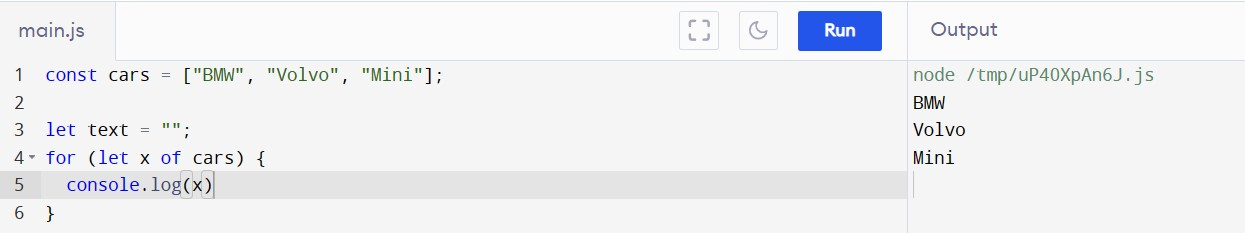 main.js
Run
Output
1 const cars = ["BMW", "Volvo", "Mini"];
2
3 let text = "";
4 for (let x of cars) {
5   console.log(x)
6 }
node /tmp/uP4OXpAn6J.js
BMW
Volvo
Mini